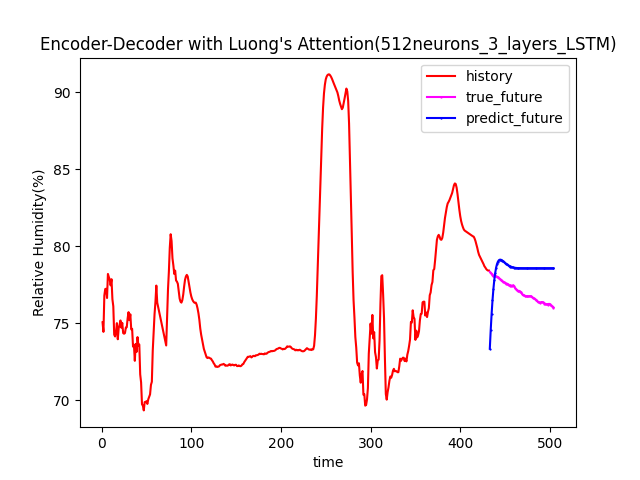 Encoder-Decoder with Luong's Attention(512neurons_3_layers_LSTM)
history
true_future
predict_future
Relative Humidity(%)
90
85
80
75
70
0 100 200 300 400 500
time